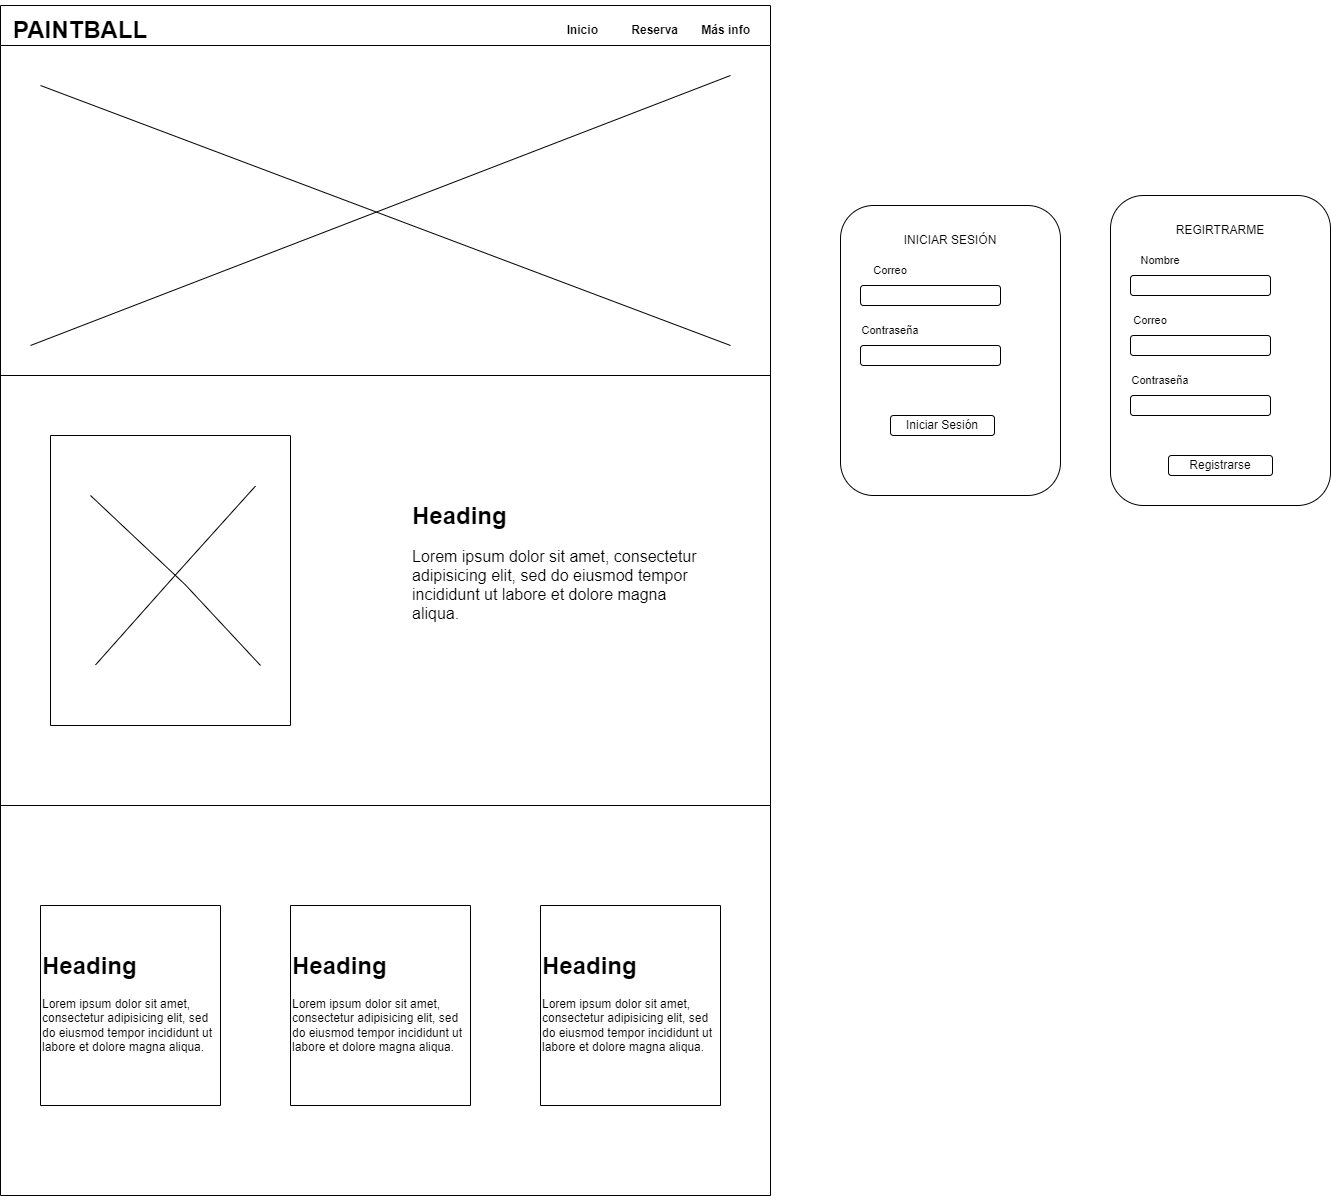 PAINTBALL
Inicio
Reserva
Más info
Heading
Lorem ipsum dolor sit amet, consectetur
adipisicing elit, sed do eiusmod tempor
incididunt ut labore et dolore magna
aliqua.
Heading
Lorem ipsum dolor sit amet,
consectetur adipisicing elit, sed
do eiusmod tempor incididunt ut
labore et dolore magna aliqua.
Heading
Lorem ipsum dolor sit amet,
consectetur adipisicing elit, sed
do eiusmod tempor incididunt ut
labore et dolore magna aliqua.
Heading
Lorem ipsum dolor sit amet,
consectetur adipisicing elit, sed
do eiusmod tempor incididunt ut
labore et dolore magna aliqua.
INICIAR SESIÓN
Correo
Contraseña
Iniciar Sesión
REGIRTRARME
Nombre
Correo
Contraseña
Registrarse